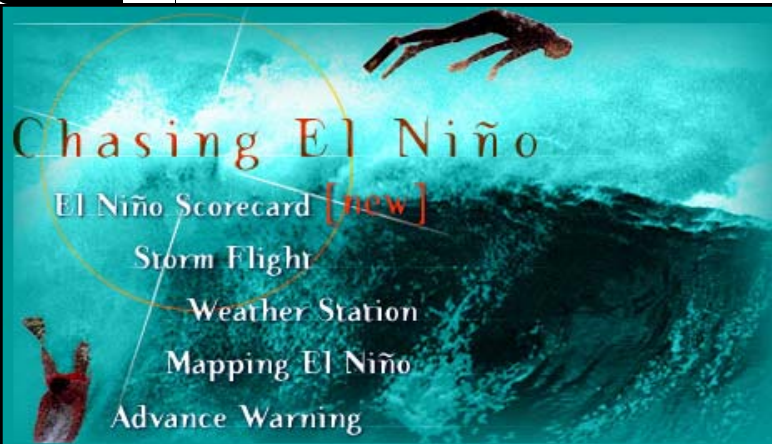 Chasing El Niño
El Niño Scorecard [new]
Storm Flight
Weather Station
Mapping El Niño
Advance Warning